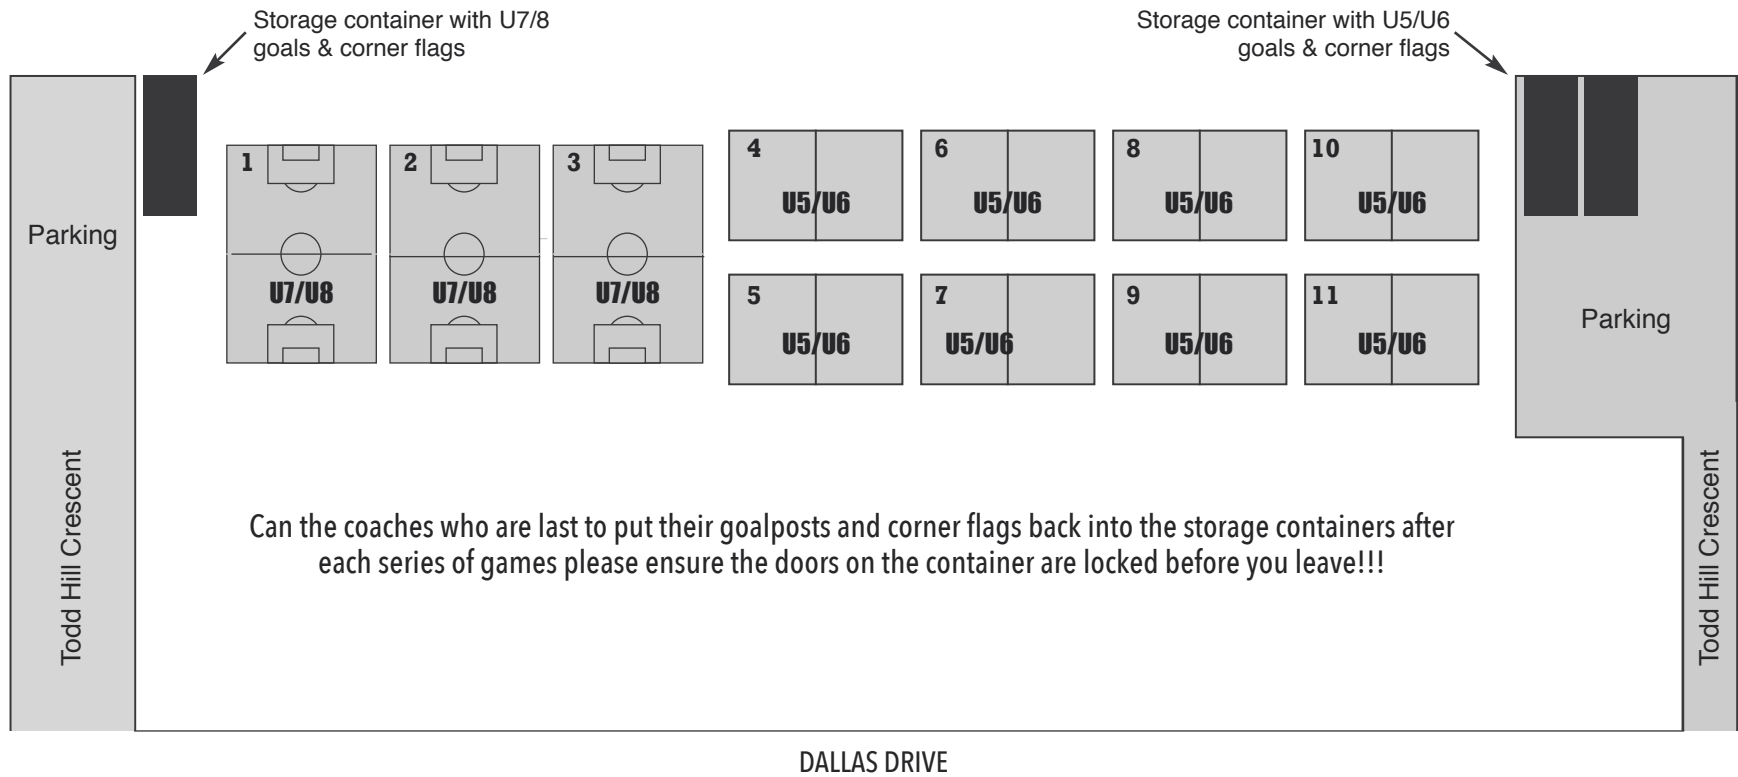 Storage container with U7/8
goals & corner flags
Storage container with U5/U6
goals & corner flags
Parking
1
U7/U8
2
U7/U8
3
U7/U8
4
U5/U6
6
U5/U6
8
U5/U6
10
U5/U6
5
U5/U6
7
U5/U6
9
U5/U6
11
U5/U6
Parking
Todd Hill Crescent
Can the coaches who are last to put their goalposts and corner flags back into the storage containers after
each series of games please ensure the doors on the container are locked before you leave!!!
Todd Hill Crescent
DALLAS DRIVE